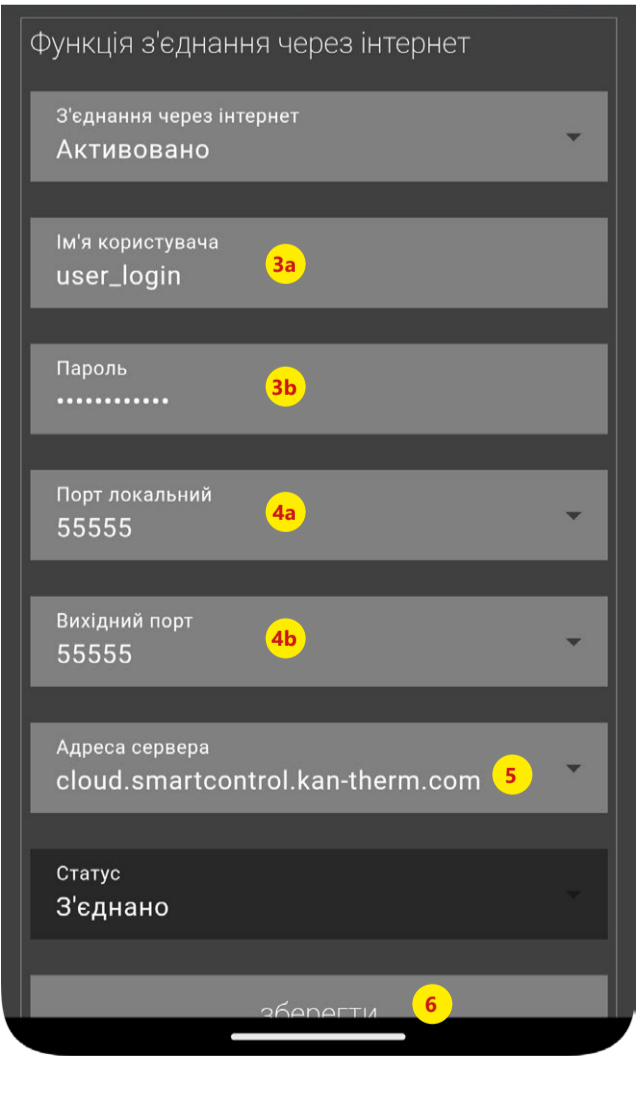 Функція з'єднання через інтернет
З'єднання через інтернет
Активовано
Ім'я користувача
user_login
3a
Пароль
••••••••••••
3b
Порт локальний
55555
4a
Вихідний порт
55555
4b
Адреса сервера
cloud.smartcontrol.kan-therm.com
5
Статус
З'єднано
зберегти
6